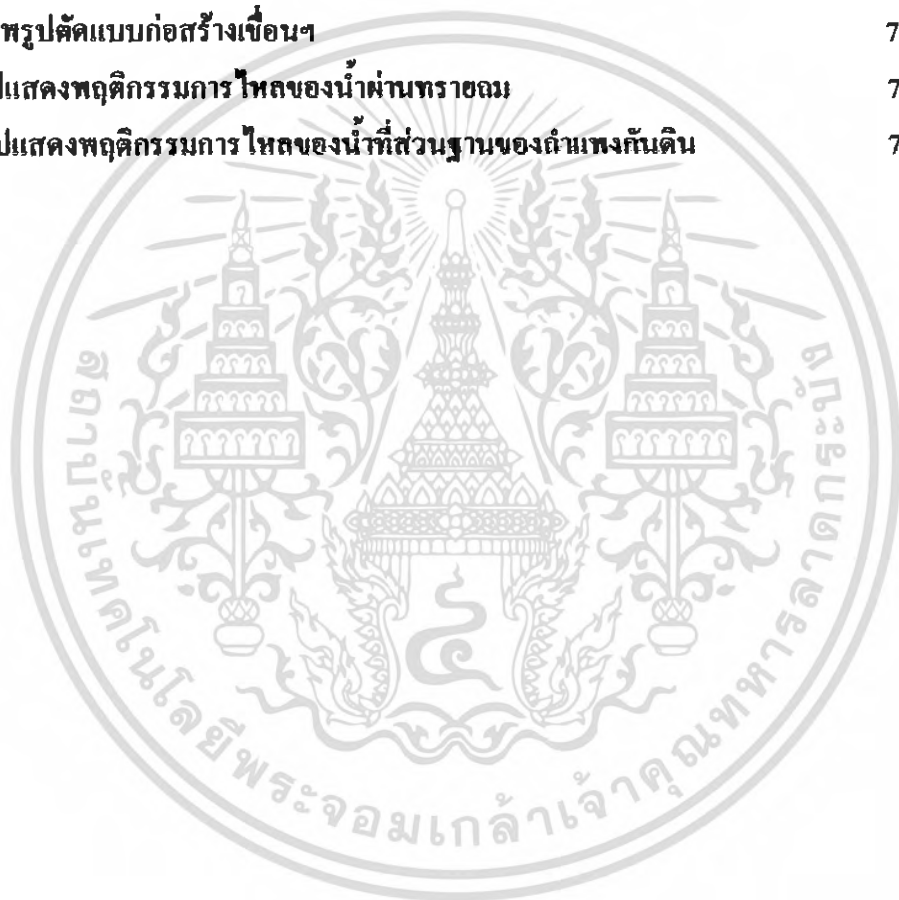 พรูปตัดแบบก่อสร้างเขื่อนฯ 7
แสดงพฤติกรรมการไหลของน้ำผ่านทรายถม 7
ปแสดงพฤติกรรมการไหลของน้ำที่ส่วนฐานของกำแพงกันดิน 7
สถาบันเทคโนโลยีพระจอมเกล้าเจ้าคุณทหารลาดกระบัง